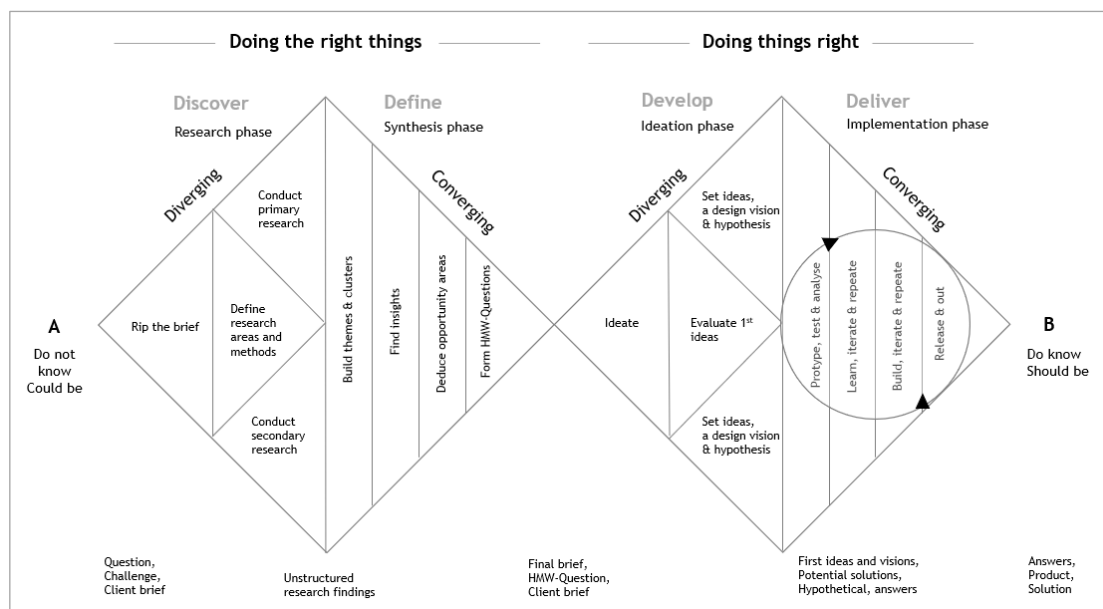 Doing the right things
Doing things right
Discover
Research phase
Define
Synthesis phase
Develop
Ideation phase
Deliver
Implementation phase
Diverging
Converging
Diverging
Converging
A
Do not
know
Could be
Rip the brief
Conduct
primary
research
Define
research
areas and
methods
Conduct
secondary
research
Build themes & clusters
Find insights
Deduce opportunity areas
Form HMW-Questions
Ideate
Set ideas,
a design vision
& hypothesis
Evaluate 1st
ideas
Set ideas,
a design vision
& hypothesis
Protype, test & analyse
Learn, iterate & repeate
Build, iterate & repeate
Release & out
B
Do know
Should be
Question,
Challenge,
Client brief
Unstructured
research findings
Final brief,
HMW-Question,
Client brief
First ideas and visions,
Potential solutions,
Hypothetical, answers
Answers,
Product,
Solution